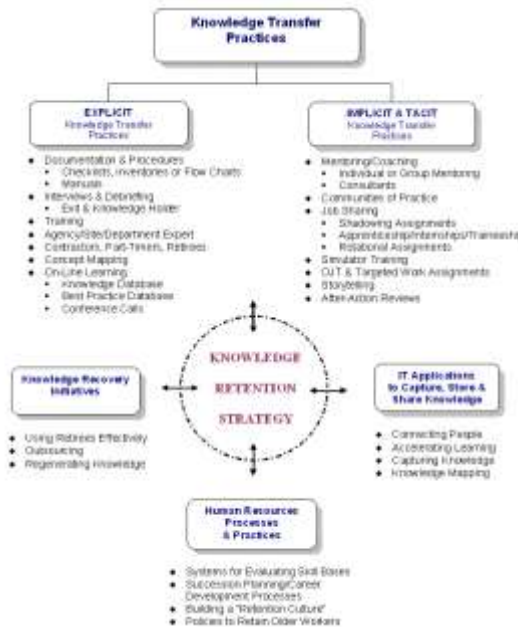 Knowledge Transfer
Practices
EXPLICIT
Knowledge Transfer
Practices
Documentation & Procedures
Checklists, Inventories or Flow Charts
Manuals
Interviews & Debriefing
Exit & Knowledge Holder
Training
Agency/Site/Department Expert
Contractors, Part-Timers, Retirees
Concept Mapping
On-Line Learning
Knowledge Database
Best Practice Database
Conference Calls
IMPLICIT & TACIT
Knowledge Transfer
Practices
Mentoring/Coaching
Individual or Group Mentoring
Consultants
Communities of Practice
Job Sharing
Shadowing Assignments
Apprenticeship/Internships/Traineeship
Rotational Assignments
Simulator Training
OJT & Targeted Work Assignments
Storytelling
After-Action Reviews
KNOWLEDGE
RETENTION
STRATEGY
Knowledge Recovery
Initiatives
Using Retirees Effectively
Outsourcing
Regenerating Knowledge
IT Applications
to Capture, Store &
Share Knowledge
Connecting People
Accelerating Learning
Capturing Knowledge
Knowledge Mapping
Human Resources
Processes
& Practices
Systems for Evaluating Skill Bases
Succession Planning/Career
Development Processes
Building a "Retention Culture"
Policies to Retain Older Workers